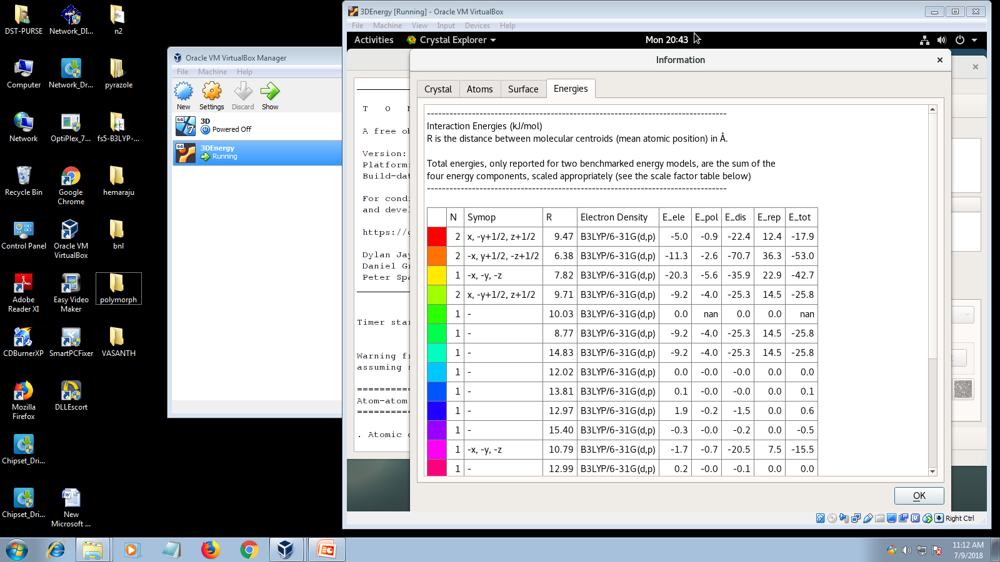 DST-PURSE
Network_DI...
n2
Computer
Network_Dr...
pyrazole
Network
OptiPlex_7...
fs5-B3LYP-...
Recycle Bin
Google Chrome
hemaraju
Control Panel
Oracle VM VirtualBox
bnl
Adobe Reader XI
Easy Video Maker
polymorph
CDBurnerXP
SmartPCFixer
VASANTH
Mozilla Firefox
DLLEscort
Chipset_Dri...
Chipset_Dri...
New Microsoft ...
Oracle VM VirtualBox Manager
File Machine Help
New Settings Discard Show
64 3D
Powered Off
64 3DEnergy
Running
3DEnergy [Running] - Oracle VM VirtualBox
File Machine View Input Devices Help
Activities Crystal Explorer Mon 20:43
T O
A free ob
Version:
Platform:
Build-dat
For condi
and devel
https://g
Dylan Jay
Daniel Gr
Peter Spa
Timer star
Warning fr
assuming s
==========
Atom-atom
==========
. Atomic c
Information
Crystal Atoms Surface Energies
--------------------------------------------------------------------------------
Interaction Energies (kJ/mol)
R is the distance between molecular centroids (mean atomic position) in Å.
Total energies, only reported for two benchmarked energy models, are the sum of the
four energy components, scaled appropriately (see the scale factor table below)
--------------------------------------------------------------------------------
N Symop R Electron Density E_ele E_pol E_dis E_rep E_tot
2 x, -y+1/2, z+1/2 9.47 B3LYP/6-31G(d,p) -5.0 -0.9 -22.4 12.4 -17.9
2 -x, y+1/2, -z+1/2 6.38 B3LYP/6-31G(d,p) -11.3 -2.6 -70.7 36.3 -53.0
1 -x, -y, -z 7.82 B3LYP/6-31G(d,p) -20.3 -5.6 -35.9 22.9 -42.7
2 x, -y+1/2, z+1/2 9.71 B3LYP/6-31G(d,p) -9.2 -4.0 -25.3 14.5 -25.8
1 - 10.03 B3LYP/6-31G(d,p) 0.0 nan 0.0 0.0 nan
1 - 8.77 B3LYP/6-31G(d,p) -9.2 -4.0 -25.3 14.5 -25.8
1 - 14.83 B3LYP/6-31G(d,p) -9.2 -4.0 -25.3 14.5 -25.8
1 - 12.02 B3LYP/6-31G(d,p) 0.0 -0.0 -0.0 0.0 0.0
1 - 13.81 B3LYP/6-31G(d,p) 0.1 -0.0 -0.0 0.0 0.1
1 - 12.97 B3LYP/6-31G(d,p) 1.9 -0.2 -1.5 0.0 0.6
1 - 15.40 B3LYP/6-31G(d,p) -0.3 -0.0 -0.2 0.0 -0.5
1 -x, -y, -z 10.79 B3LYP/6-31G(d,p) -1.7 -0.7 -20.5 7.5 -15.5
1 - 12.99 B3LYP/6-31G(d,p) 0.2 -0.0 -0.1 0.0 0.0
OK
Right Ctrl
11:12 AM
7/9/2018